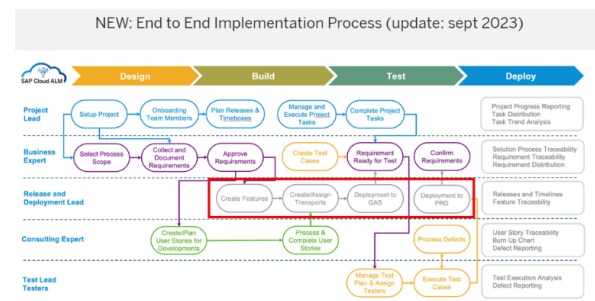 NEW: End to End Implementation Process (update: sept 2023)
SAP Cloud ALM
Design
Build
Test
Deploy
Project
Lead
Setup Project
Onboarding
Team Members
Plan Releases &
Timeboxes
Manage and
Execute Project
Tasks
Complete Project
Tasks
Project Progress Reporting
Task Distribution
Task Trend Analysis
Business
Expert
Select Process
Scope
Collect and
Document
Requirements
Approve
Requirements
Create Test
Cases
Requirement
Ready for Test
Confirm
Requirements
Solution Process Traceability
Requirement Traceability
Requirement Distribution
Release and
Deployment Lead
Create Features
Create/Assign
Transports
Deployment to
QAS
Deployment to
PRD
Releases and Timelines
Feature Traceability
Consulting Expert
Create/Plan
User Stories for
Developments
Process &
Complete User
Stories
Process Defects
User Story Traceability
Burn Up Chart
Defect Reporting
Test Lead
Testers
Manage Test
Plan & Assign
Testers
Execute Test
Cases
Test Execution Analysis
Defect Reporting